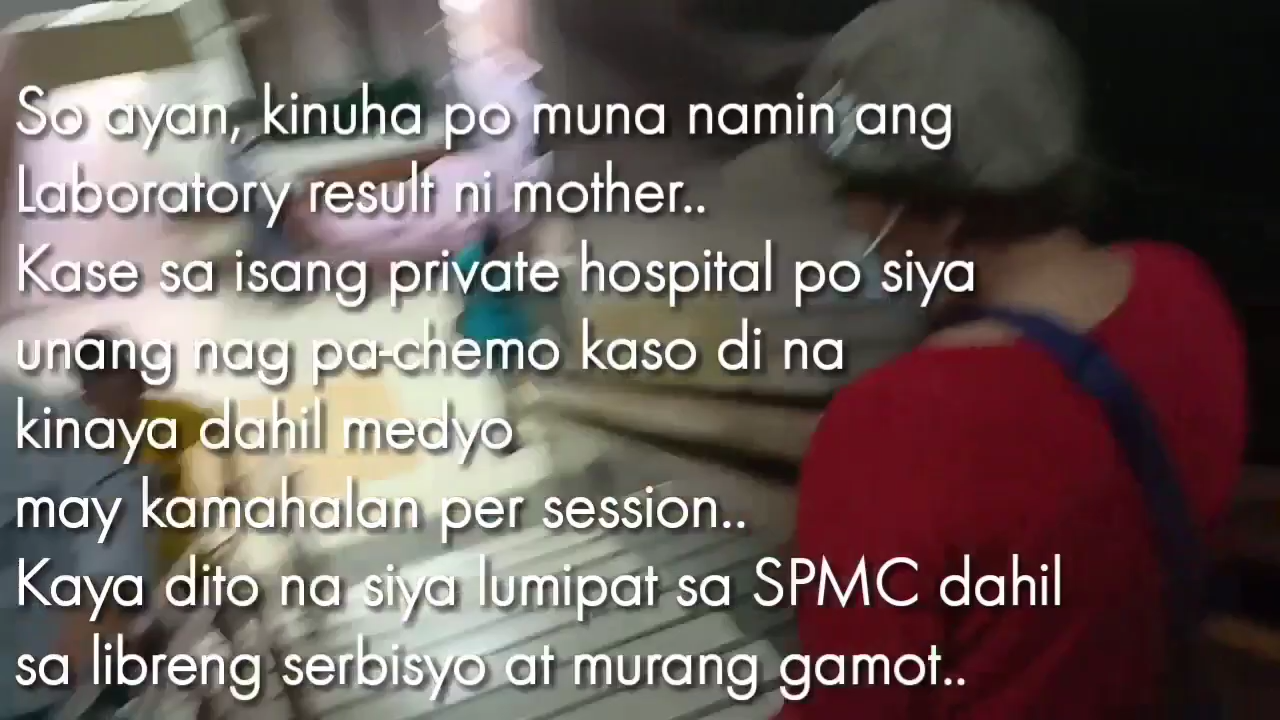 So ayan, kinuha po muna namin ang
Laboratory result ni mother..
Kase sa isang private hospital po siya
unang nag pa-chemo kaso di na
kinaya dahil medyo
may kamahalan per session..
Kaya dito na siya lumipat sa SPMC dahil
sa libreng serbisyo at murang gamot..